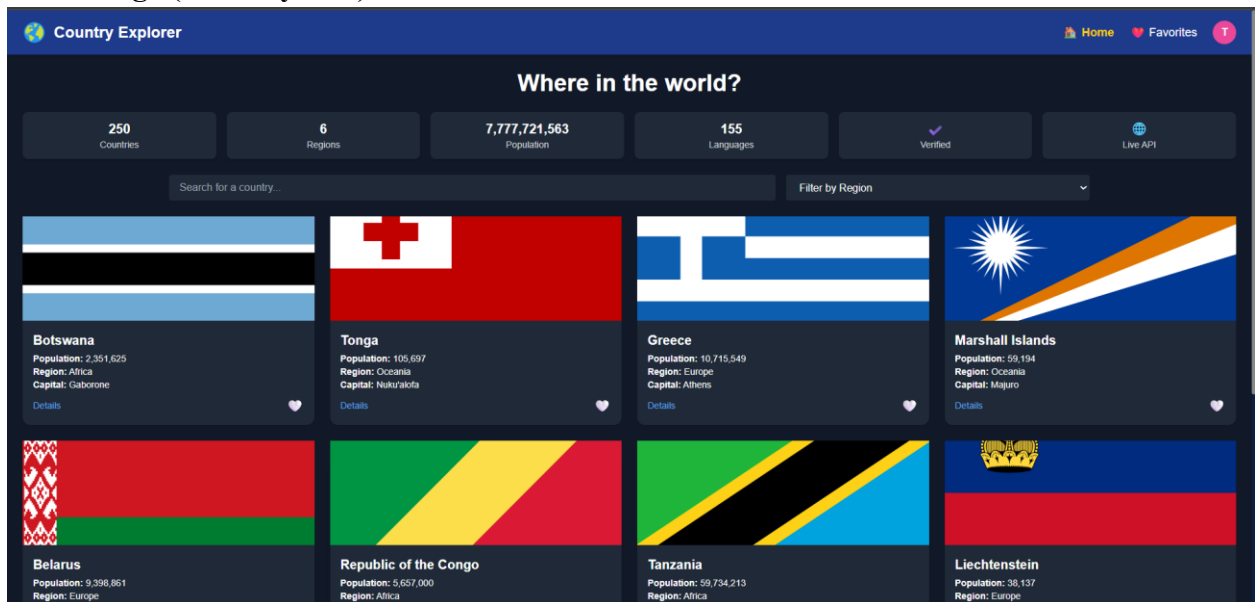 Country Explorer
Home Favorites T
Where in the world?
250 6 7,777,721,563 155
Countries Regions Population Languages Verified Live API
Search for a country... Filter by Region
Botswana Tonga Greece Marshall Islands
Population: 2,351,625 Population: 105,697 Population: 10,715,549 Population: 59,194
Region: Africa Region: Oceania Region: Europe Region: Oceania
Capital: Gaborone Capital: Nuku'alofa Capital: Athens Capital: Majuro
Details Details Details Details
Belarus Republic of the Congo Tanzania Liechtenstein
Population: 9,398,861 Population: 5,657,000 Population: 59,734,213 Population: 38,137
Region: Europe Region: Africa Region: Africa Region: Europe